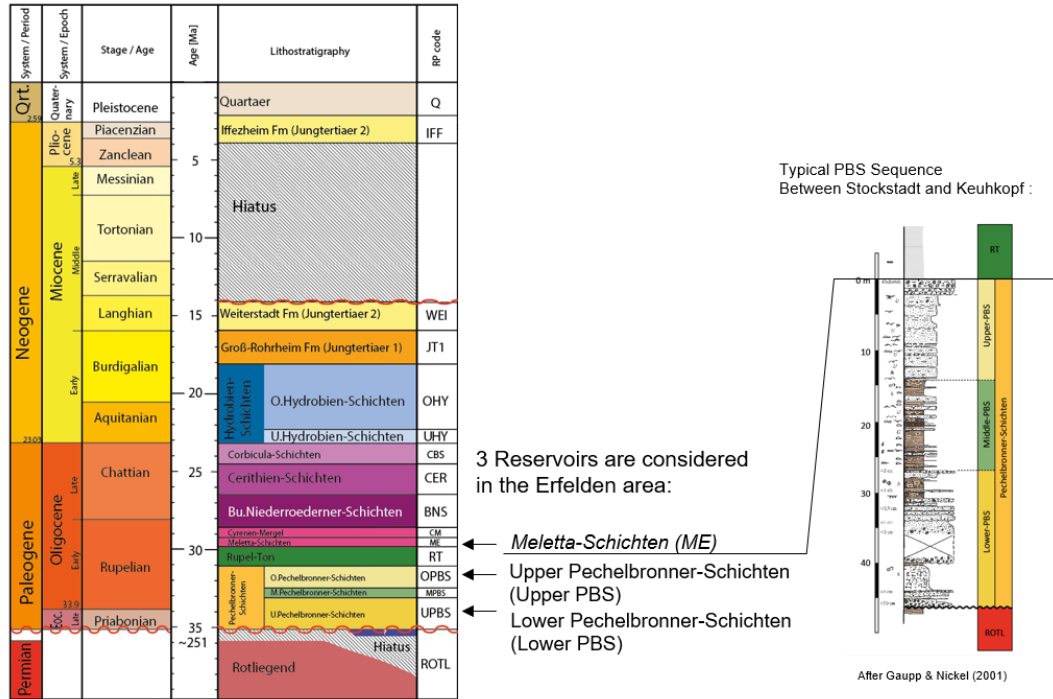 System / Period
System / Epoch
Stage / Age
Age [Ma]
Lithostratigraphy
RP code
Qrt.
2.59
Quater-
nary
Pleistocene
Quartaer
Q
Neogene
23.03
Plio-
cene
5.3
Piacenzian
Zanclean
Iffezheim Fm (Jungtertiaer 2)
IFF
5
Hiatus
Miocene
Late
Middle
Early
Messinian
Tortonian
10
Serravalian
Langhian
15
Weiterstadt Fm (Jungtertiaer 2)
WEI
Burdigalian
Groß-Rohrheim Fm (Jungtertiaer 1)
JT1
20
Hydrobien-
Schichten
O.Hydrobien-Schichten
OHY
Aquitanian
U.Hydrobien-Schichten
UHY
Paleogene
Oligocene
Late
Early
33.9
Chattian
Corbicula-Schichten
CBS
25
Cerithien-Schichten
CER
Bu.Niederroederner-Schichten
BNS
Cyrenen-Mergel
CM
Meletta-Schichten
ME
Rupelian
30
Rupel-Ton
RT
Pechelbronner-
Schichten
O.Pechelbronner-Schichten
OPBS
M.Pechelbronner-Schichten
MPBS
U.Pechelbronner-Schichten
UPBS
Eoc.
Late
Priabonian
35
~251
Hiatus
Permian
Rotliegend
ROTL
3 Reservoirs are considered
in the Erfelden area:
Meletta-Schichten (ME)
Upper Pechelbronner-Schichten
(Upper PBS)
Lower Pechelbronner-Schichten
(Lower PBS)
Typical PBS Sequence
Between Stockstadt and Keuhkopf :
RT
0 m
10
20
30
40
Upper-PBS
Middle-PBS
Lower-PBS
Pechelbronner-Schichten
ROTL
After Gaupp & Nickel (2001)